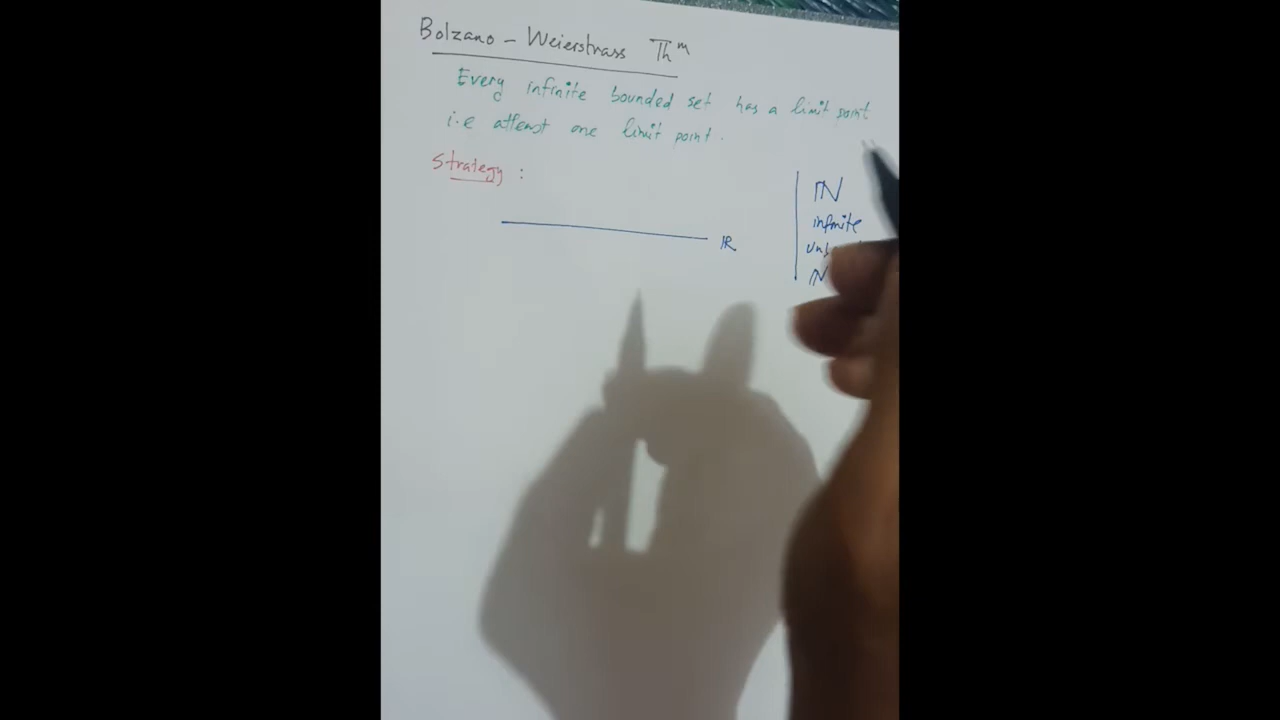 Bolzano - Weierstrass Thm
Every infinite bounded set has a limit point
i.e atleast one limit point.
Strategy :
IR
IN
infinite